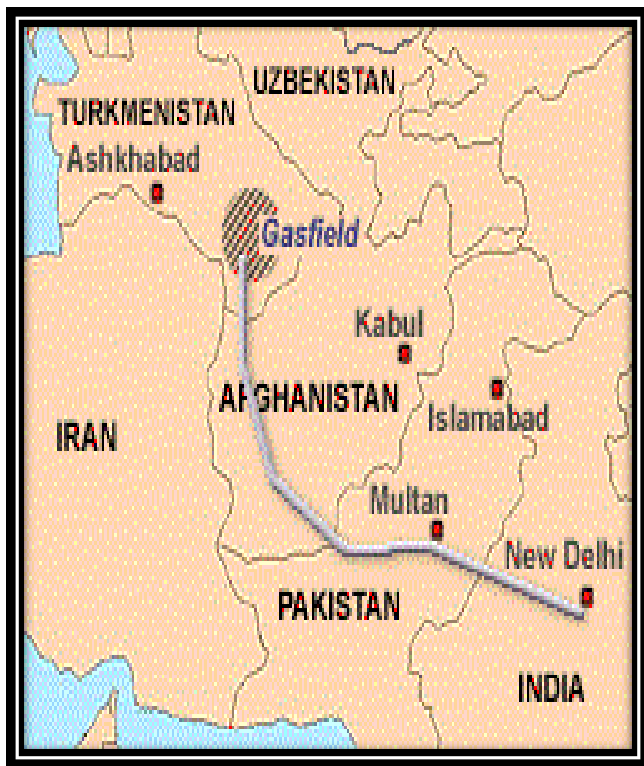 UZBEKISTAN
TURKMENISTAN
Ashkhabad
Gasfield
Kabul
AFGHANISTAN
Islamabad
IRAN
Multan
New Delhi
PAKISTAN
INDIA